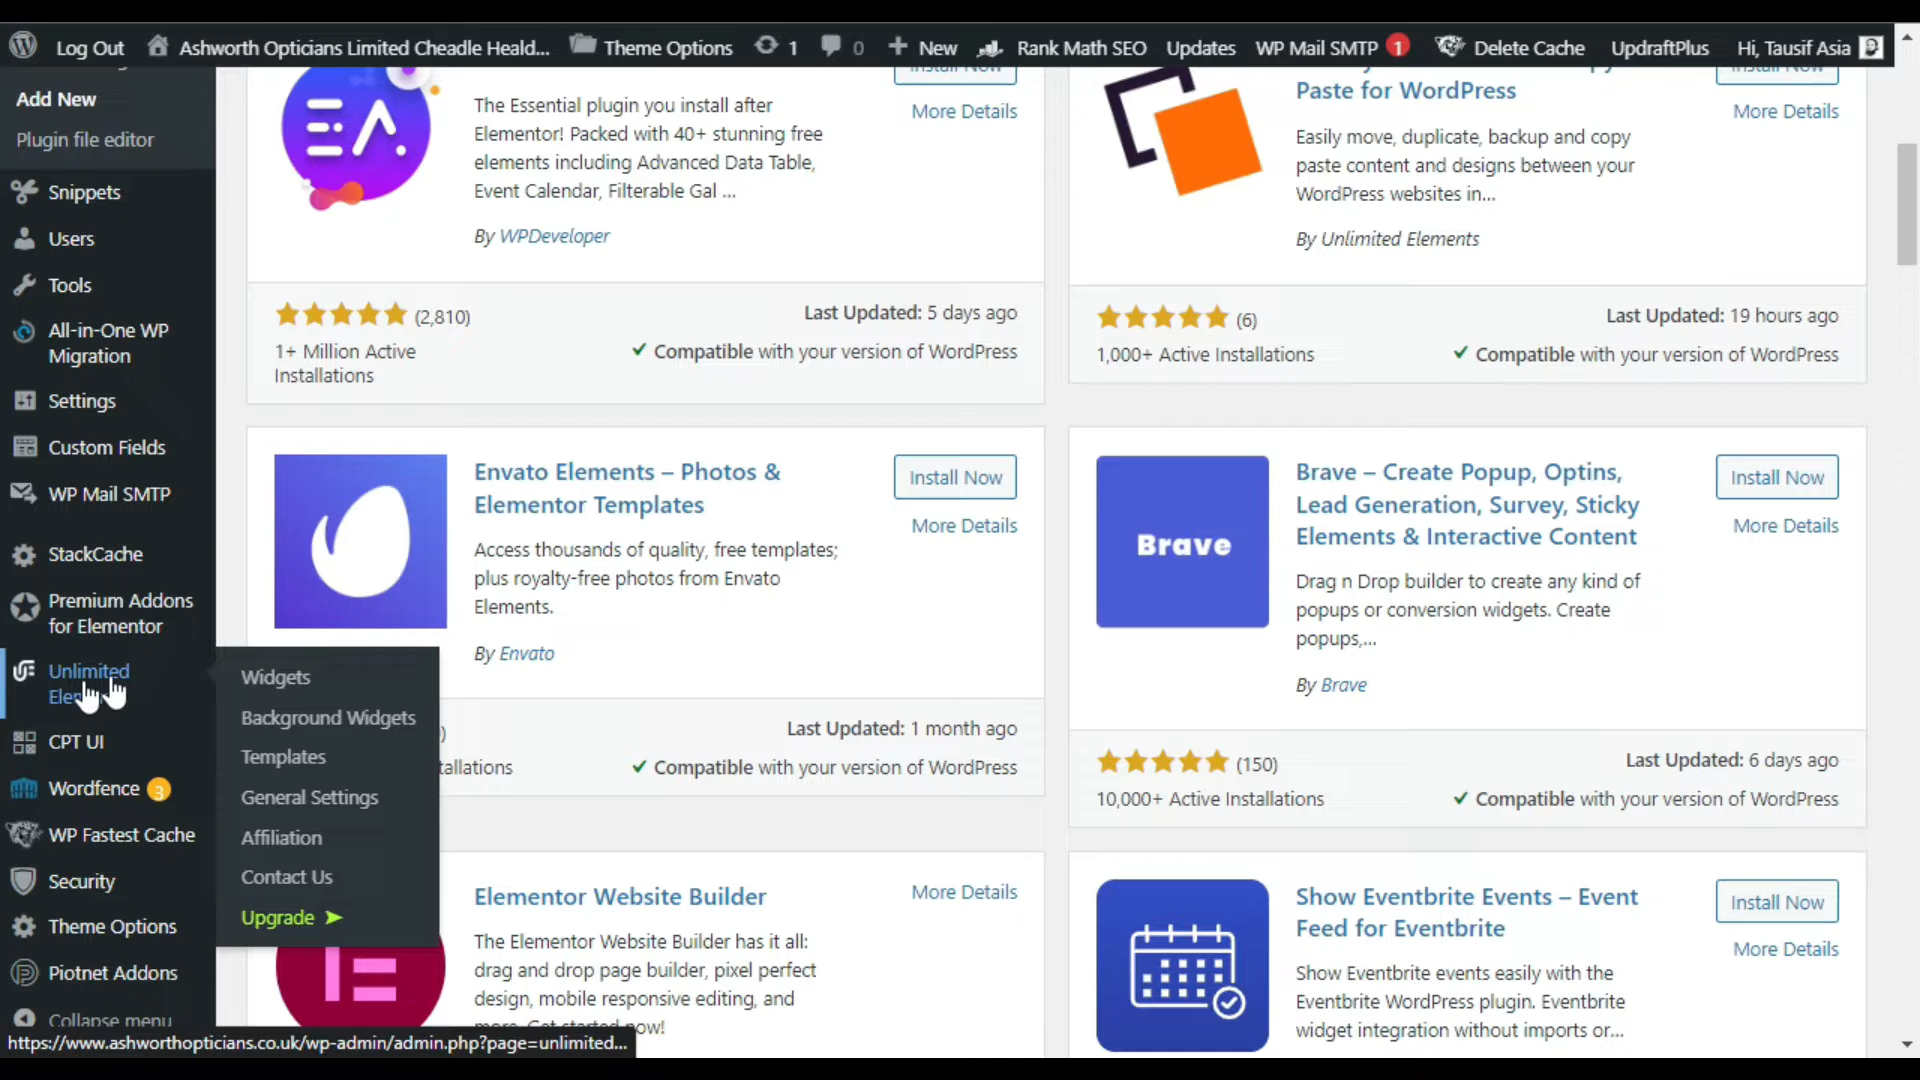 Log Out
Ashworth Opticians Limited Cheadle Heald...
Theme Options
1
0
New
Rank Math SEO
Updates
WP Mail SMTP 1
Delete Cache
UpdraftPlus
Hi, Tausif Asia
Add New
Plugin file editor
Snippets
Users
Tools
All-in-One WP
Migration
Settings
Custom Fields
WP Mail SMTP
StackCache
Premium Addons
for Elementor
Unlimited
CPT UI
Wordfence 3
WP Fastest Cache
Security
Theme Options
Piotnet Addons
Collapse menu
Widgets
Background Widgets
Templates
General Settings
Affiliation
Contact Us
Upgrade ➤
The Essential plugin you install after
Elementor! Packed with 40+ stunning free
elements including Advanced Data Table,
Event Calendar, Filterable Gal ...
By WPDeveloper
Install Now
More Details
(2,810)
1+ Million Active
Installations
Last Updated: 5 days ago
✔ Compatible with your version of WordPress
Paste for WordPress
Easily move, duplicate, backup and copy
paste content and designs between your
WordPress websites in...
By Unlimited Elements
Install Now
More Details
(6)
1,000+ Active Installations
Last Updated: 19 hours ago
✔ Compatible with your version of WordPress
Envato Elements – Photos &
Elementor Templates
Access thousands of quality, free templates;
plus royalty-free photos from Envato
Elements.
By Envato
Install Now
More Details
Last Updated: 1 month ago
✔ Compatible with your version of WordPress
Brave
Brave – Create Popup, Optins,
Lead Generation, Survey, Sticky
Elements & Interactive Content
Drag n Drop builder to create any kind of
popups or conversion widgets. Create
popups,...
By Brave
Install Now
More Details
(150)
10,000+ Active Installations
Last Updated: 6 days ago
✔ Compatible with your version of WordPress
Elementor Website Builder
The Elementor Website Builder has it all:
drag and drop page builder, pixel perfect
design, mobile responsive editing, and
More Details
Show Eventbrite Events – Event
Feed for Eventbrite
Show Eventbrite events easily with the
Eventbrite WordPress plugin. Eventbrite
widget integration without imports or...
Install Now
More Details
https://www.ashworthopticians.co.uk/wp-admin/admin.php?page=unlimited...